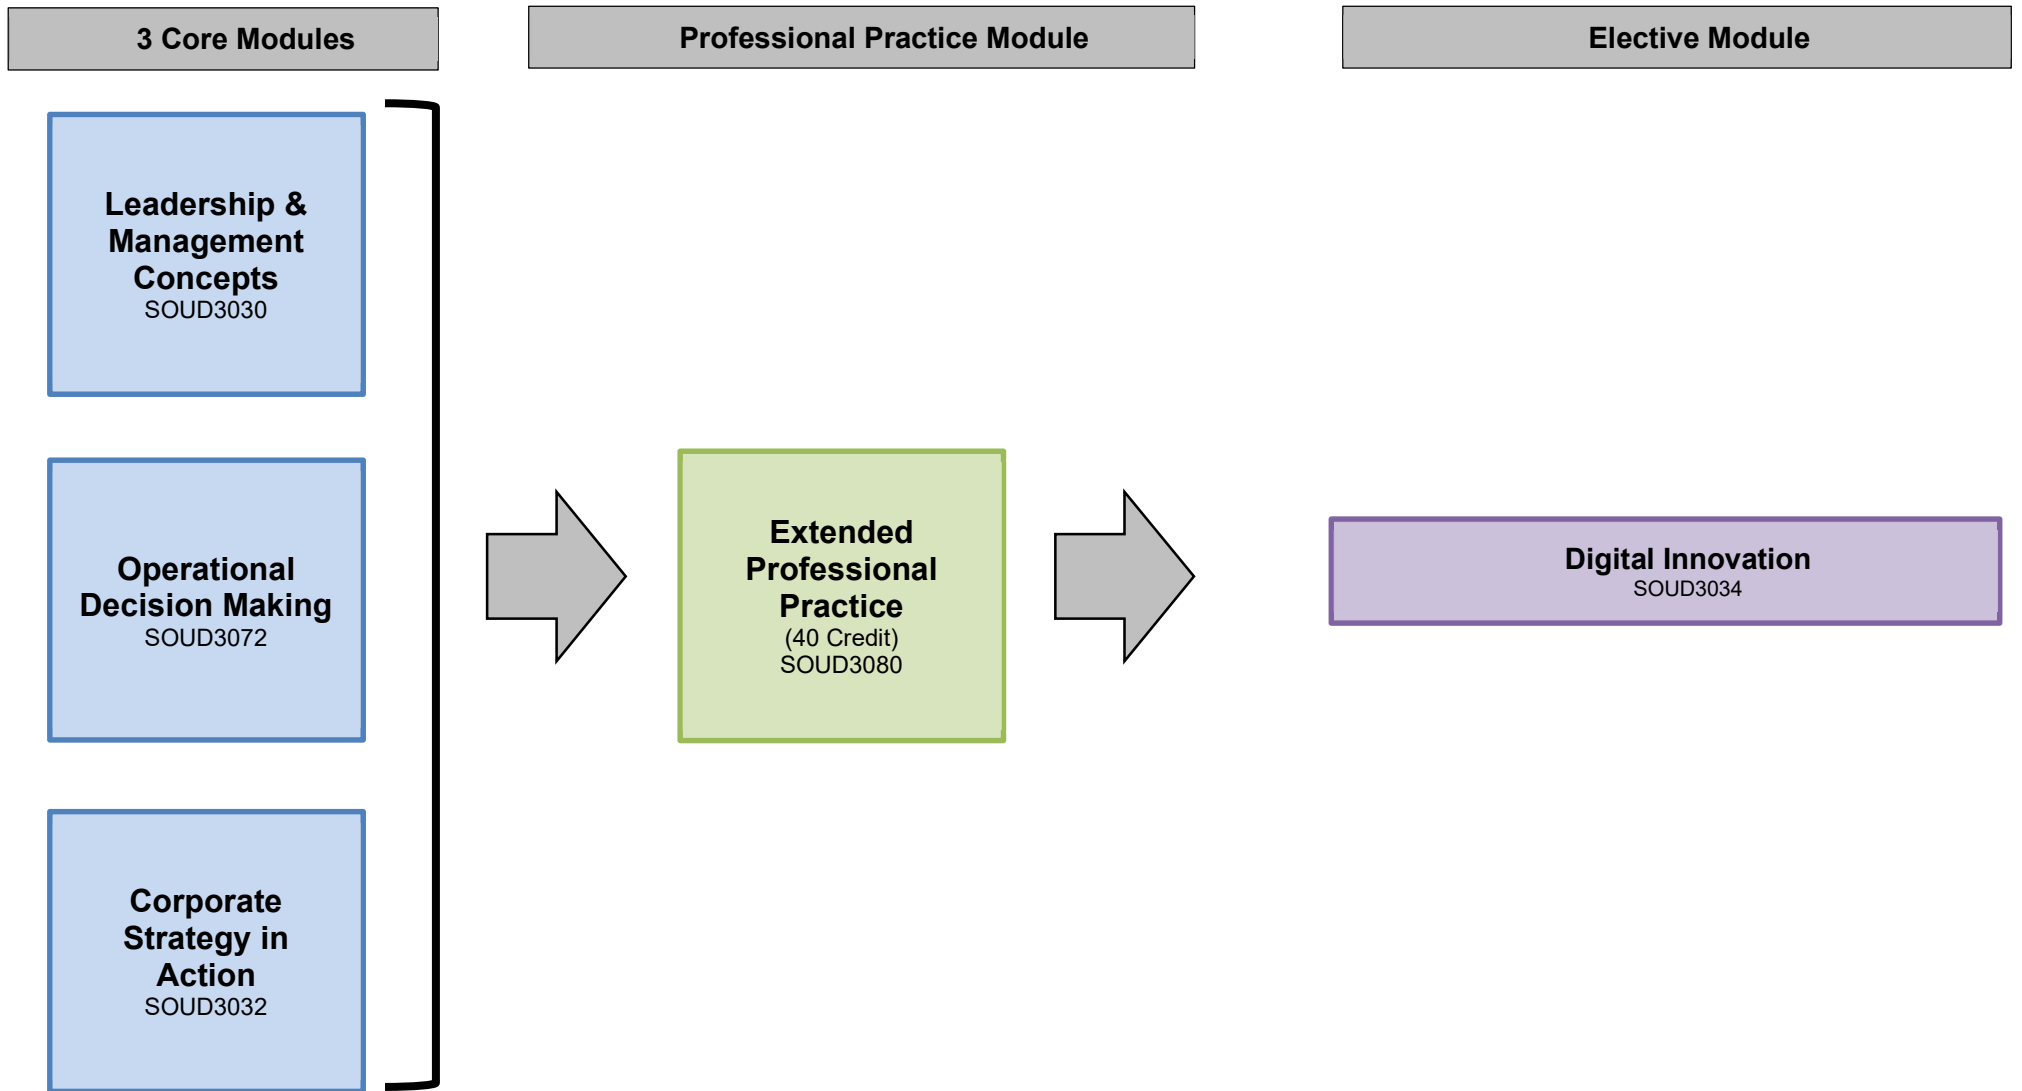 3 Core Modules
Professional Practice Module
Elective Module
Leadership &
Management
Concepts
SOUD3030
Operational
Decision Making
SOUD3072
Corporate
Strategy in
Action
SOUD3032
Extended
Professional
Practice
(40 Credit)
SOUD3080
Digital Innovation
SOUD3034